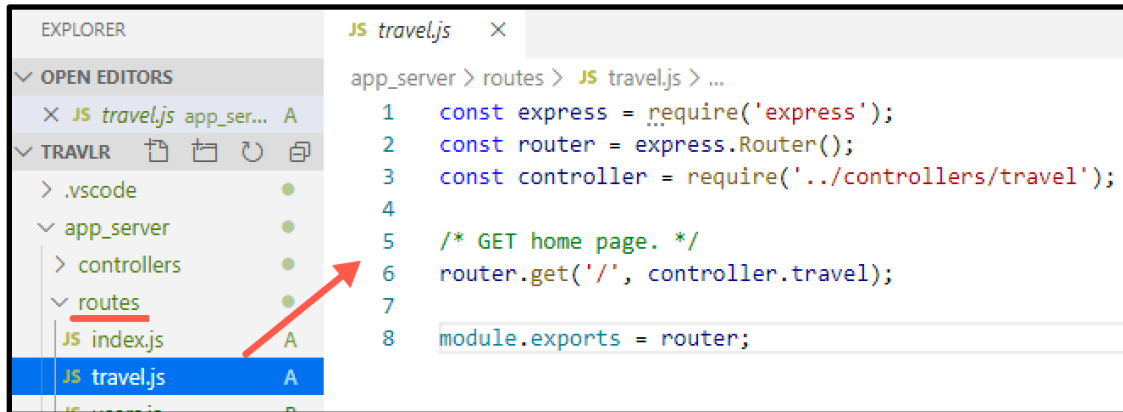 EXPLORER
OPEN EDITORS
JS travel.js app_ser... A
TRAVLR
.vscode
app_server
controllers
routes
JS index.js A
JS travel.js A
JS travel.js
app_server > routes > JS travel.js > ...
1 const express = require('express');
2 const router = express.Router();
3 const controller = require('../controllers/travel');
4
5 /* GET home page. */
6 router.get('/', controller.travel);
7
8 module.exports = router;